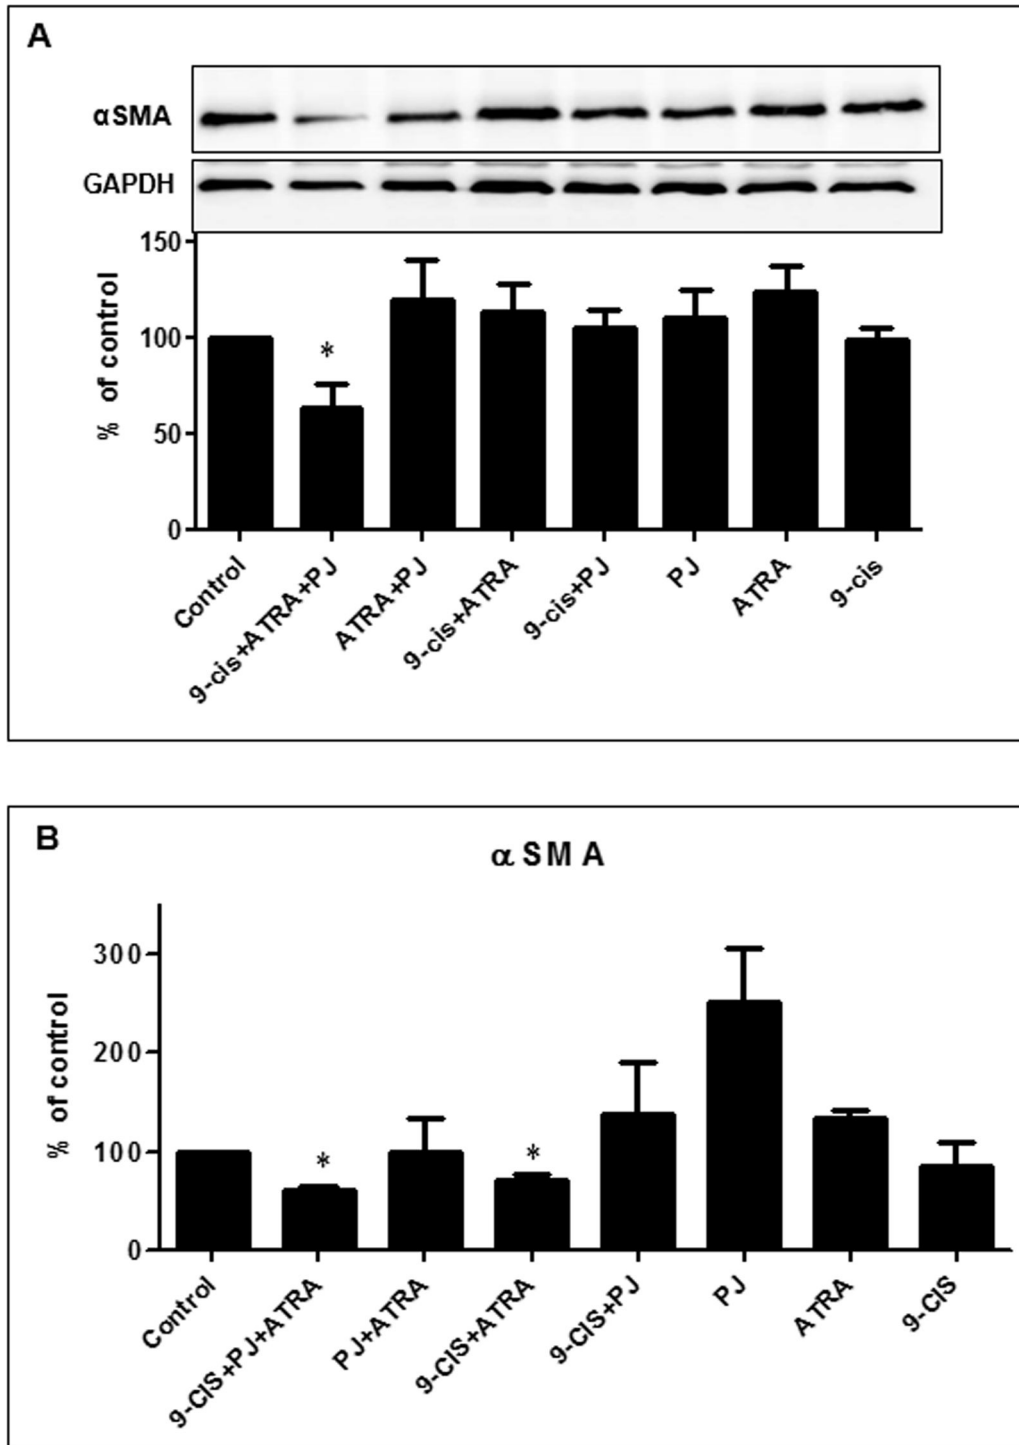 A
αSMA
GAPDH
150
100
50
0
% of control
*
Control
9-cis+ATRA+PJ
ATRA+PJ
9-cis+ATRA
9-cis+PJ
PJ
ATRA
9-cis
B
α SMA
300
200
100
0
% of control
*
*
Control
9-CIS+PJ+ATRA
PJ+ATRA
9-CIS+ATRA
9-CIS+PJ
PJ
ATRA
9-CIS